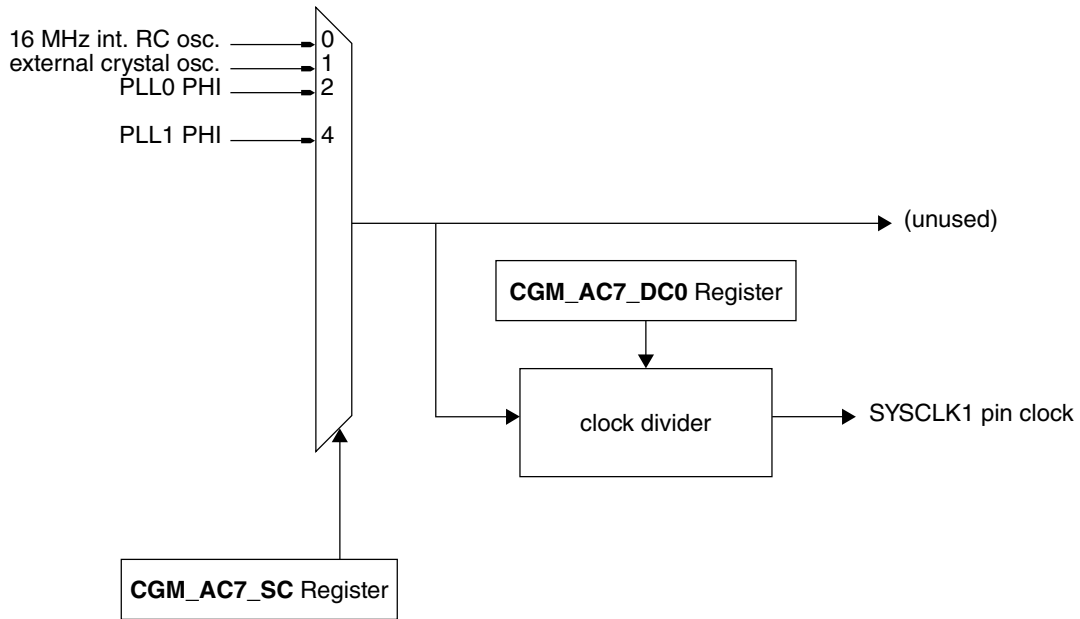 16 MHz int. RC osc.
0
external crystal osc.
1
PLL0 PHI
2
PLL1 PHI
4
(unused)
CGM_AC7_DC0 Register
clock divider
SYSCLK1 pin clock
CGM_AC7_SC Register